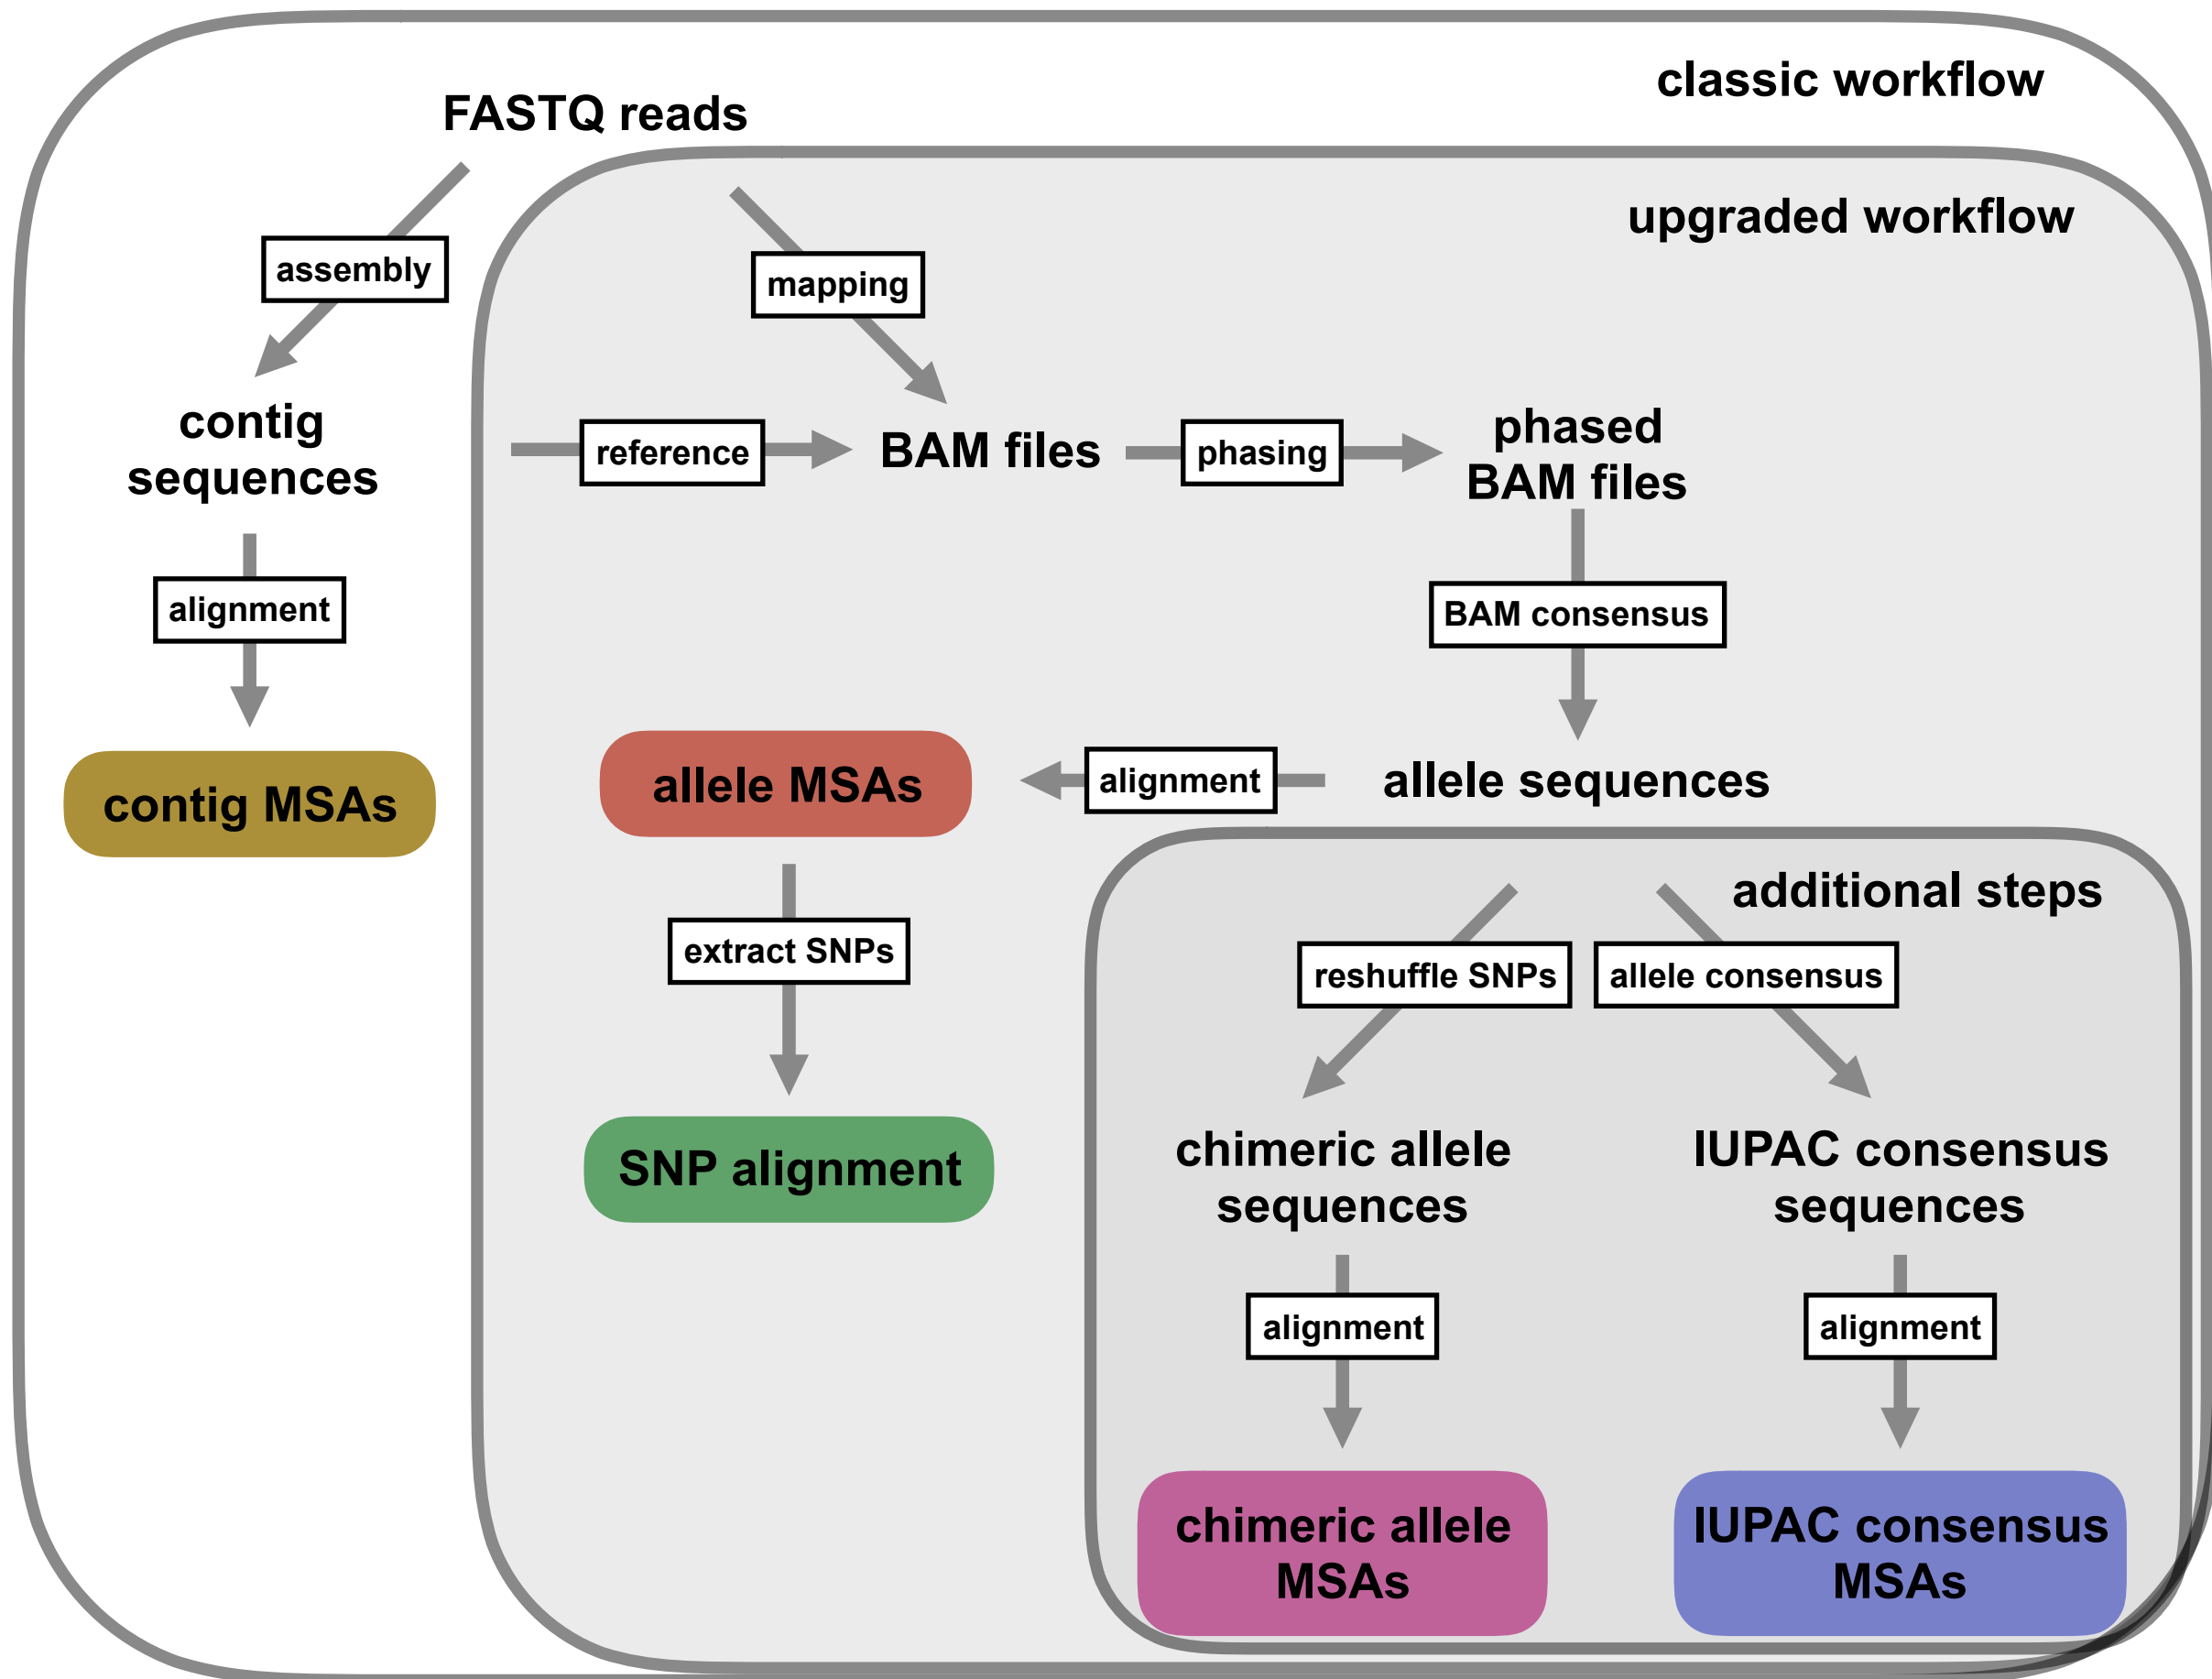 classic workflow
FASTQ reads
upgraded workflow
assembly
mapping
contig
sequences
reference
BAM files
phasing
phased
BAM files
alignment
BAM consensus
contig MSAs
allele MSAs
alignment
allele sequences
additional steps
extract SNPs
reshuffle SNPs
allele consensus
SNP alignment
chimeric allele
sequences
IUPAC consensus
sequences
alignment
alignment
chimeric allele
MSAs
IUPAC consensus
MSAs